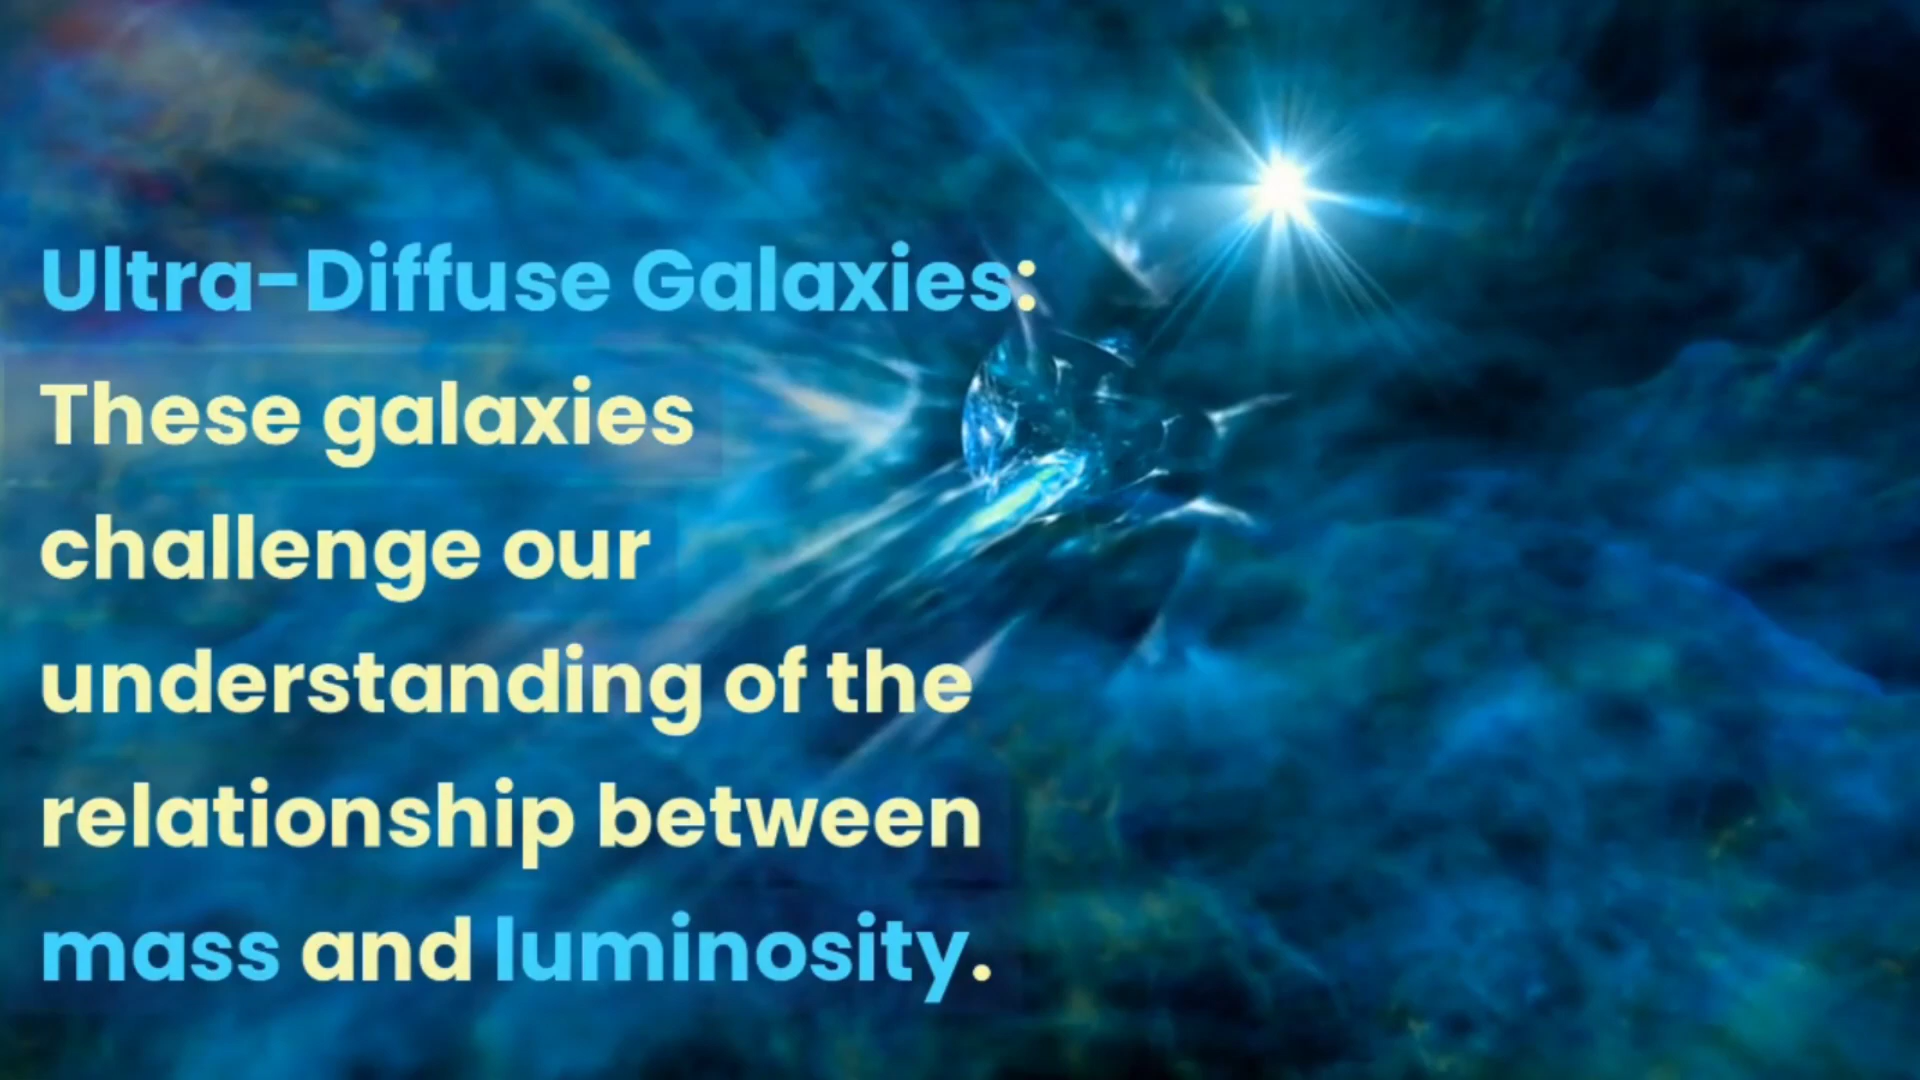 Ultra-Diffuse Galaxies:
These galaxies
challenge our
understanding of the
relationship between
mass and luminosity.